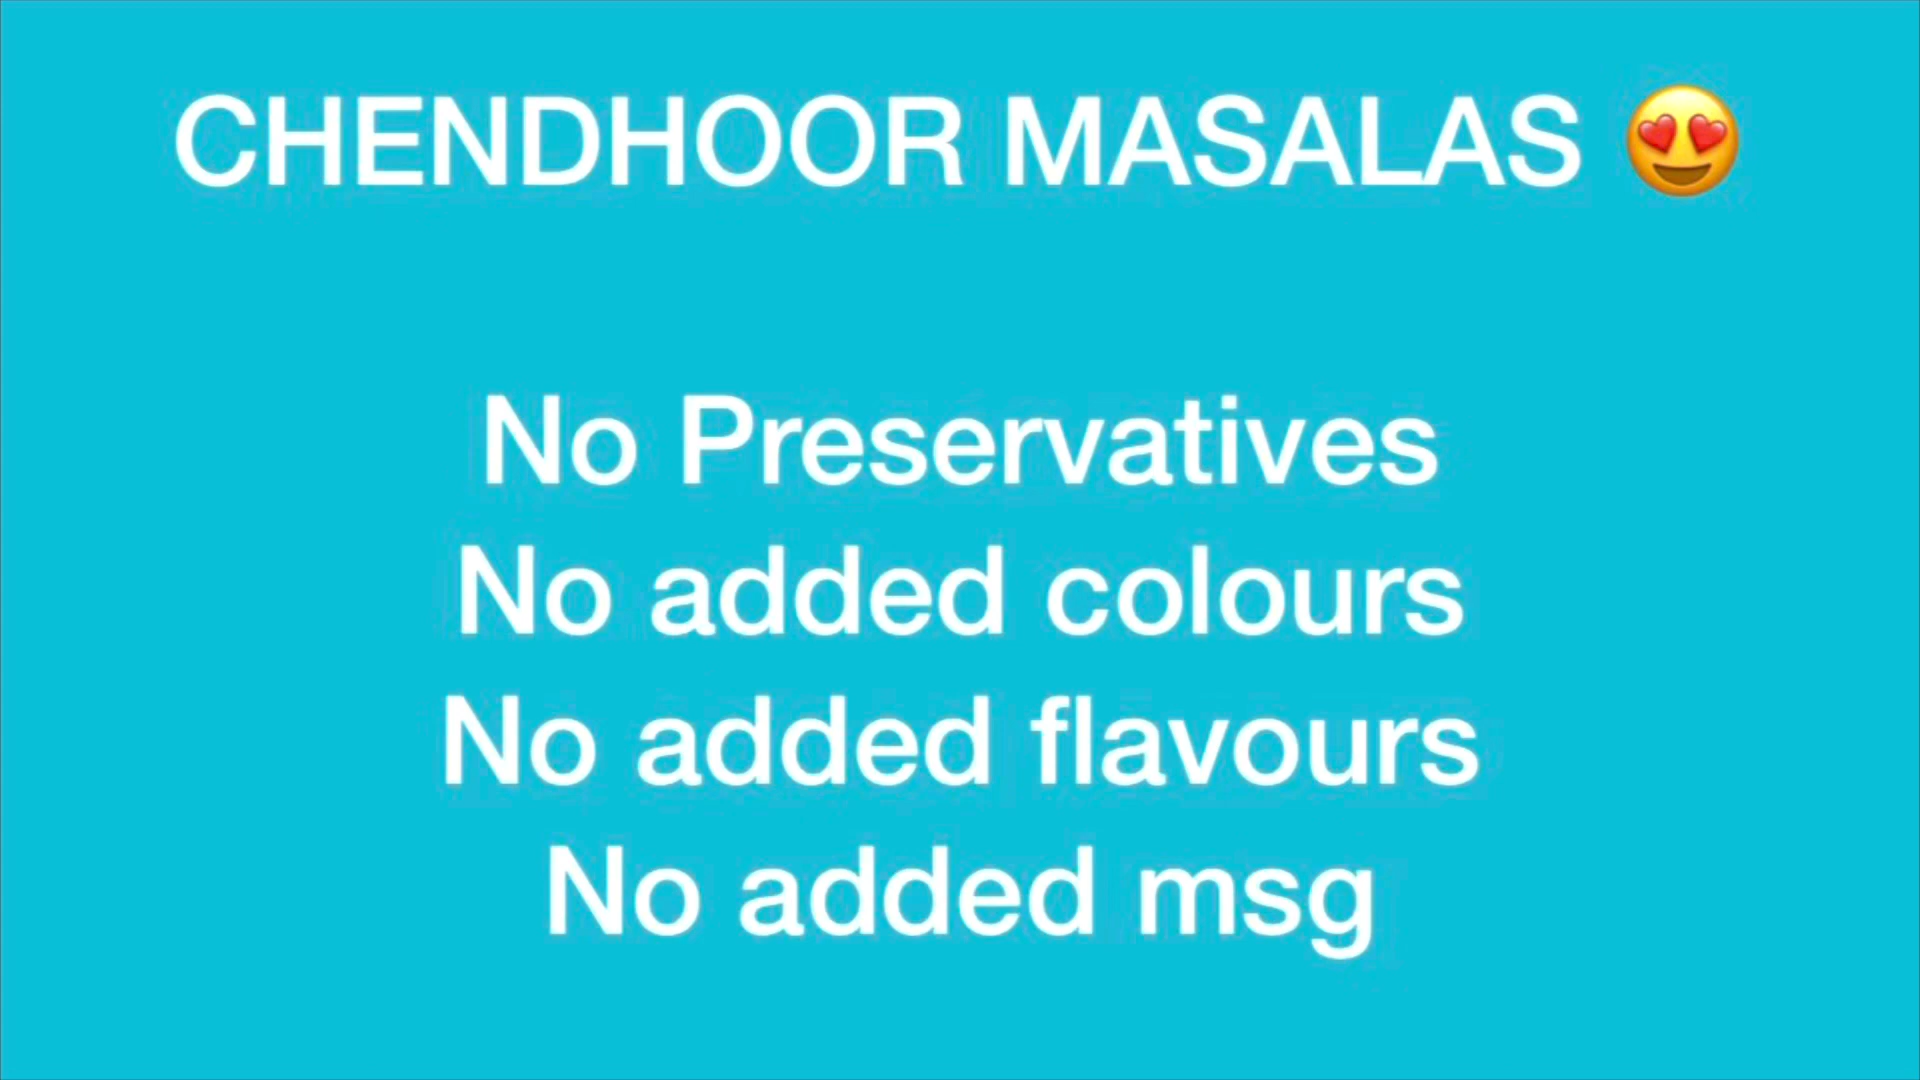 CHENDHOOR MASALAS 😍
No Preservatives
No added colours
No added flavours
No added msg